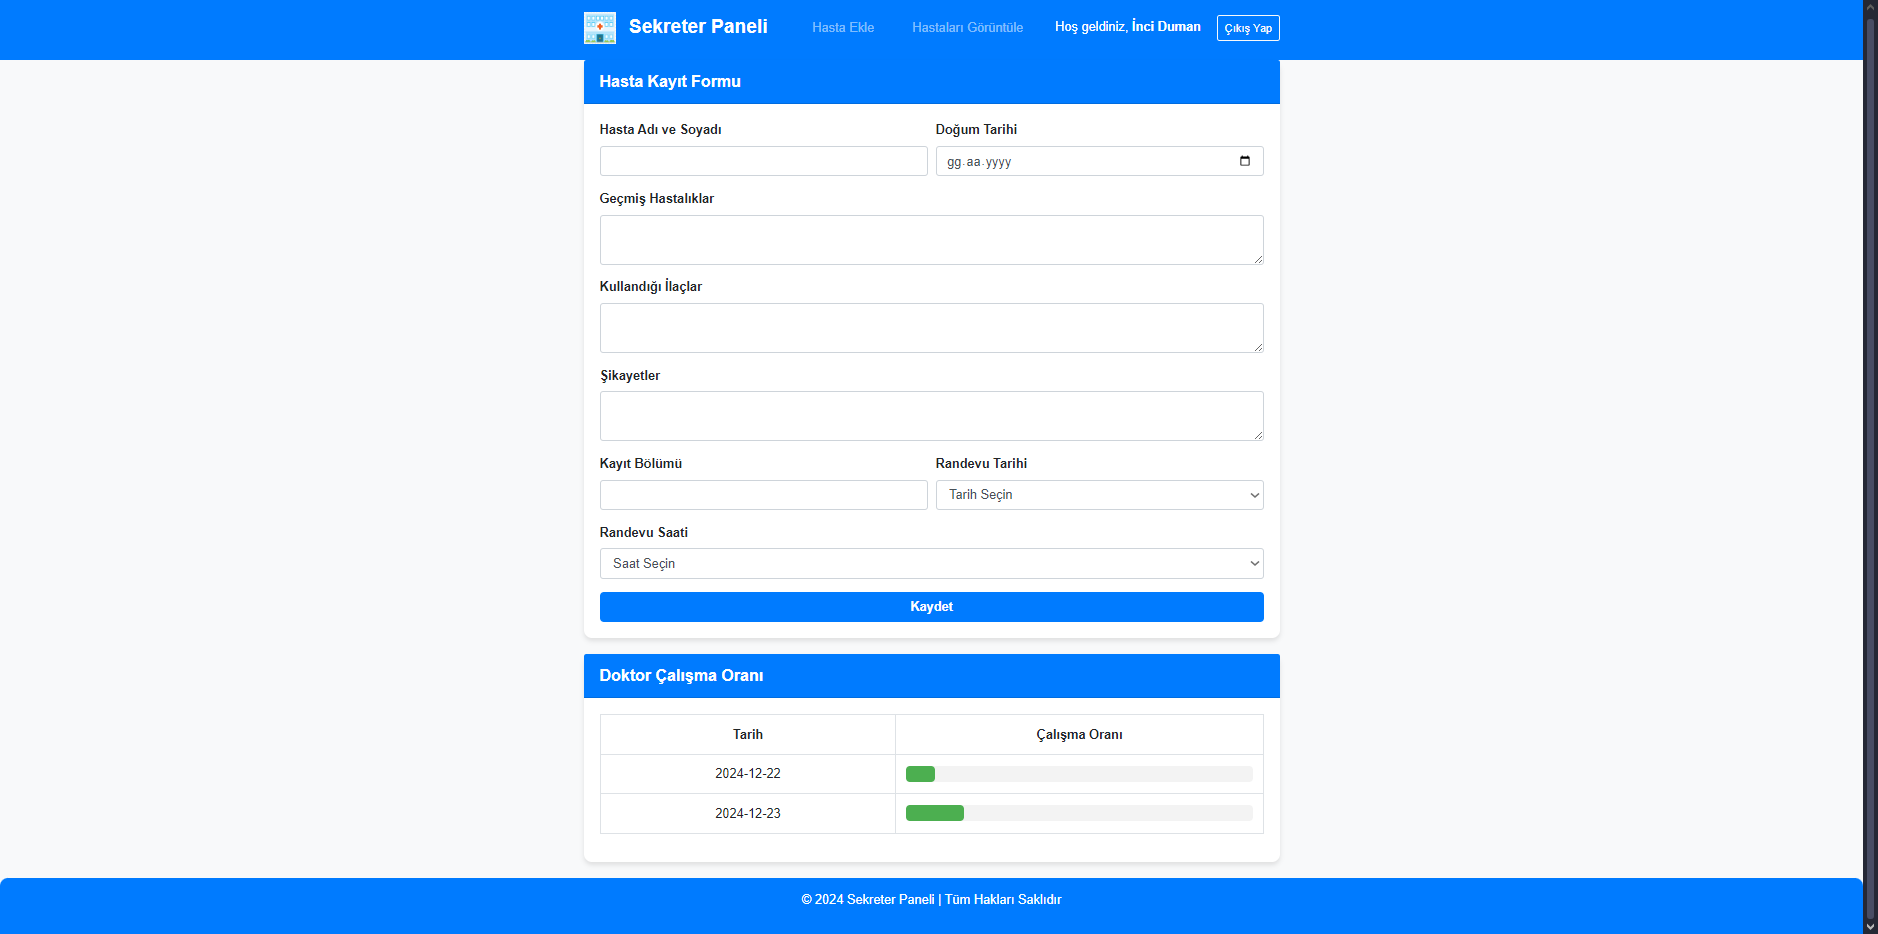 Sekreter Paneli Hasta Ekle Hastaları Görüntüle Hoş geldiniz, İnci Duman Çıkış Yap
Hasta Kayıt Formu
Hasta Adı ve Soyadı Doğum Tarihi
gg.aa.yyyy
Geçmiş Hastalıklar
Kullandığı İlaçlar
Şikayetler
Kayıt Bölümü Randevu Tarihi
Tarih Seçin
Randevu Saati
Saat Seçin
Kaydet
Doktor Çalışma Oranı
Tarih Çalışma Oranı
2024-12-22
2024-12-23
© 2024 Sekreter Paneli | Tüm Hakları Saklıdır